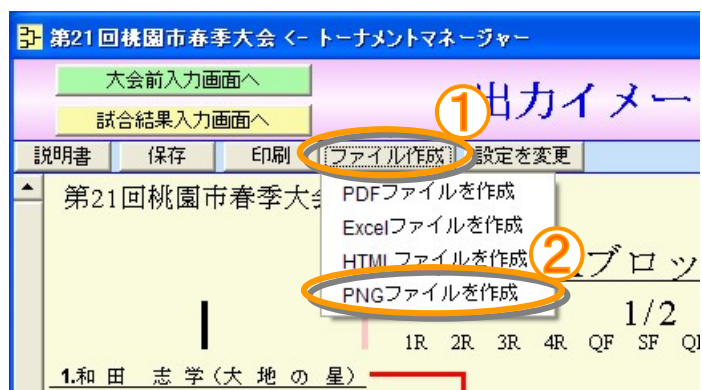 第21回桃園市春季大会 <- トーナメントマネージャー
大会前入力画面へ
試合結果入力画面へ
出力イメー
①
説明書 保存 印刷 ファイル作成 設定を変更
第21回桃園市春季大会
PDFファイルを作成
Excelファイルを作成
HTMLファイルを作成
②
ブロッ
PNGファイルを作成
1/2
1R 2R 3R 4R QF SF
1.和田 志学(大地の星)